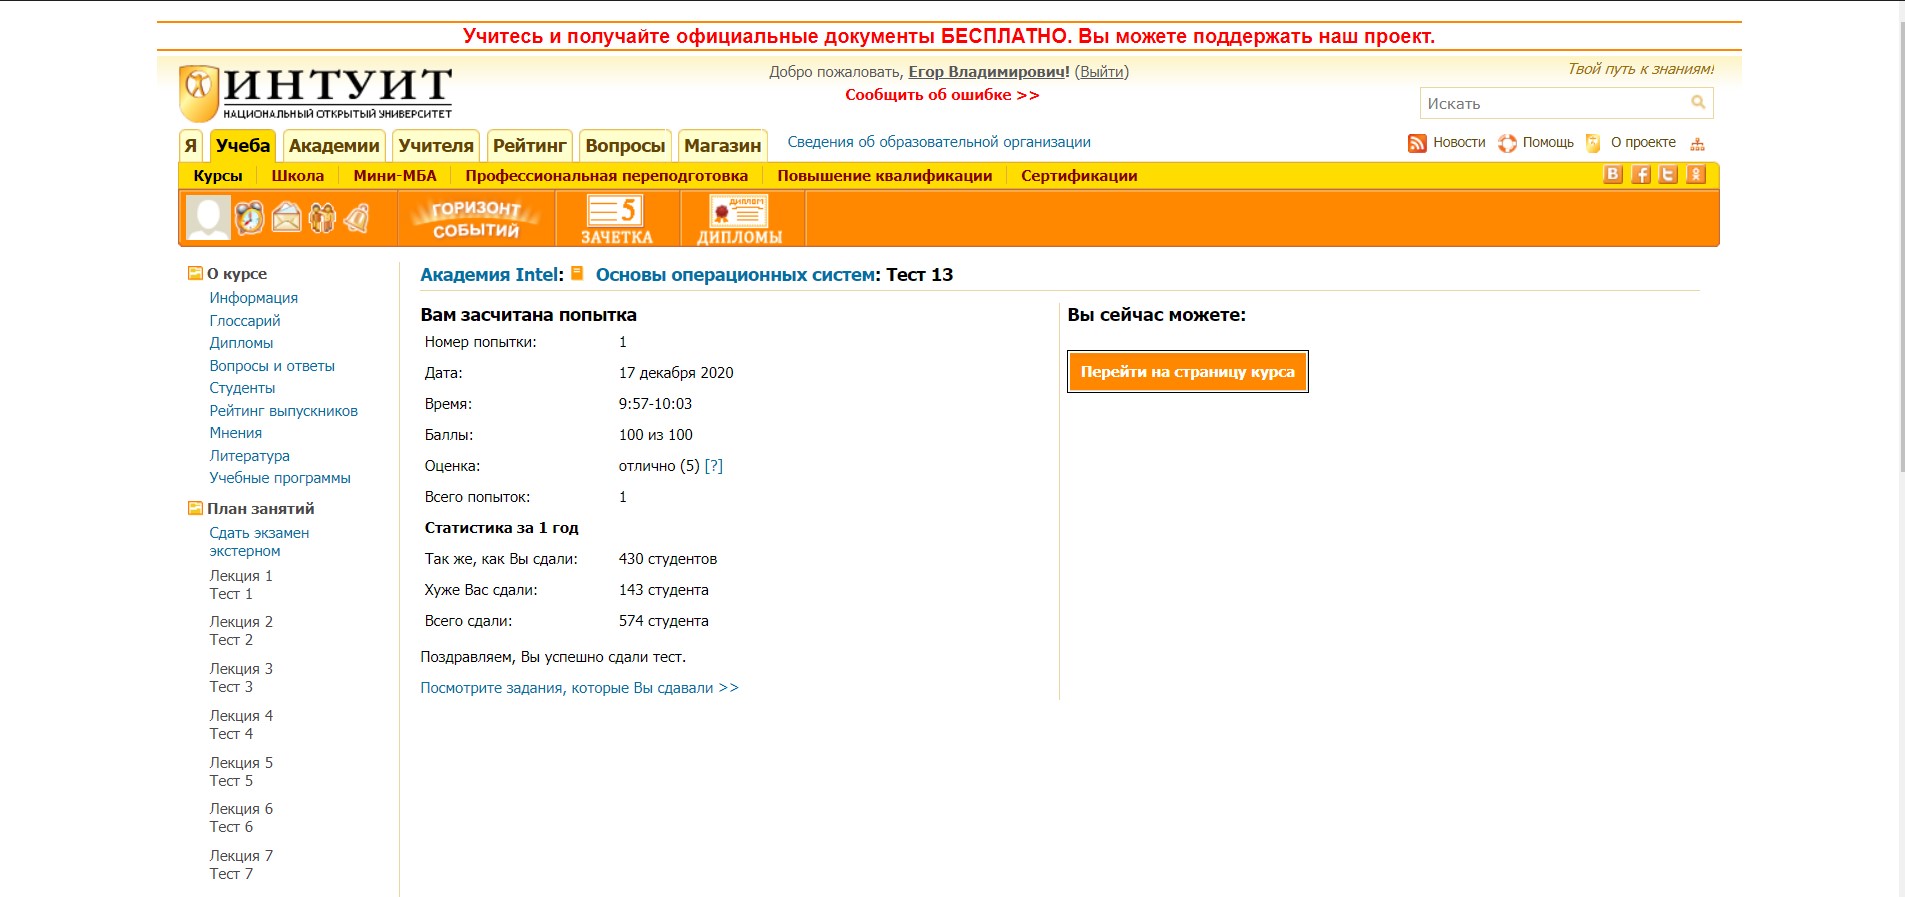 Учитесь и получайте официальные документы БЕСПЛАТНО. Вы можете поддержать наш проект.
ИНТУИТ
НАЦИОНАЛЬНЫЙ ОТКРЫТЫЙ УНИВЕРСИТЕТ
Добро пожаловать, Егор Владимирович! (Выйти)
Сообщить об ошибке >>
Твой путь к знаниям!
Искать
Я Учеба Академии Учителя Рейтинг Вопросы Магазин Сведения об образовательной организации Новости Помощь О проекте
Курсы Школа Мини-МБА Профессиональная переподготовка Повышение квалификации Сертификации
ГОРИЗОНТ
СОБЫТИЙ
5
ЗАЧЕТКА
ДИПЛОМ
ДИПЛОМЫ
О курсе
Информация
Глоссарий
Дипломы
Вопросы и ответы
Студенты
Рейтинг выпускников
Мнения
Литература
Учебные программы
План занятий
Сдать экзамен
экстерном
Лекция 1
Тест 1
Лекция 2
Тест 2
Лекция 3
Тест 3
Лекция 4
Тест 4
Лекция 5
Тест 5
Лекция 6
Тест 6
Лекция 7
Тест 7
Академия Intel: Основы операционных систем: Тест 13
Вам засчитана попытка
Номер попытки: 1
Дата: 17 декабря 2020
Время: 9:57-10:03
Баллы: 100 из 100
Оценка: отлично (5) [?]
Всего попыток: 1
Статистика за 1 год
Так же, как Вы сдали: 430 студентов
Хуже Вас сдали: 143 студента
Всего сдали: 574 студента
Поздравляем, Вы успешно сдали тест.
Посмотрите задания, которые Вы сдавали >>
Вы сейчас можете:
Перейти на страницу курса